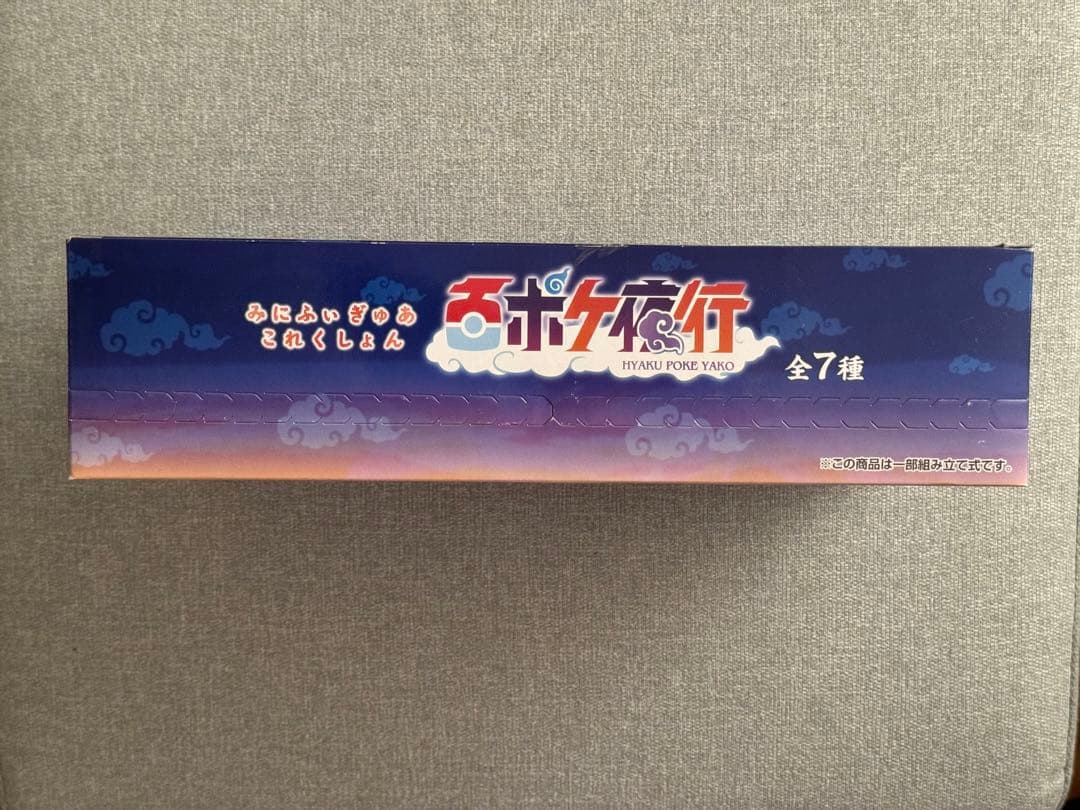 みにふぃぎゅあ
これくしょん
百ポケ夜行
HYAKU POKE YAKO
全7種
※この商品は一部組み立て式です。